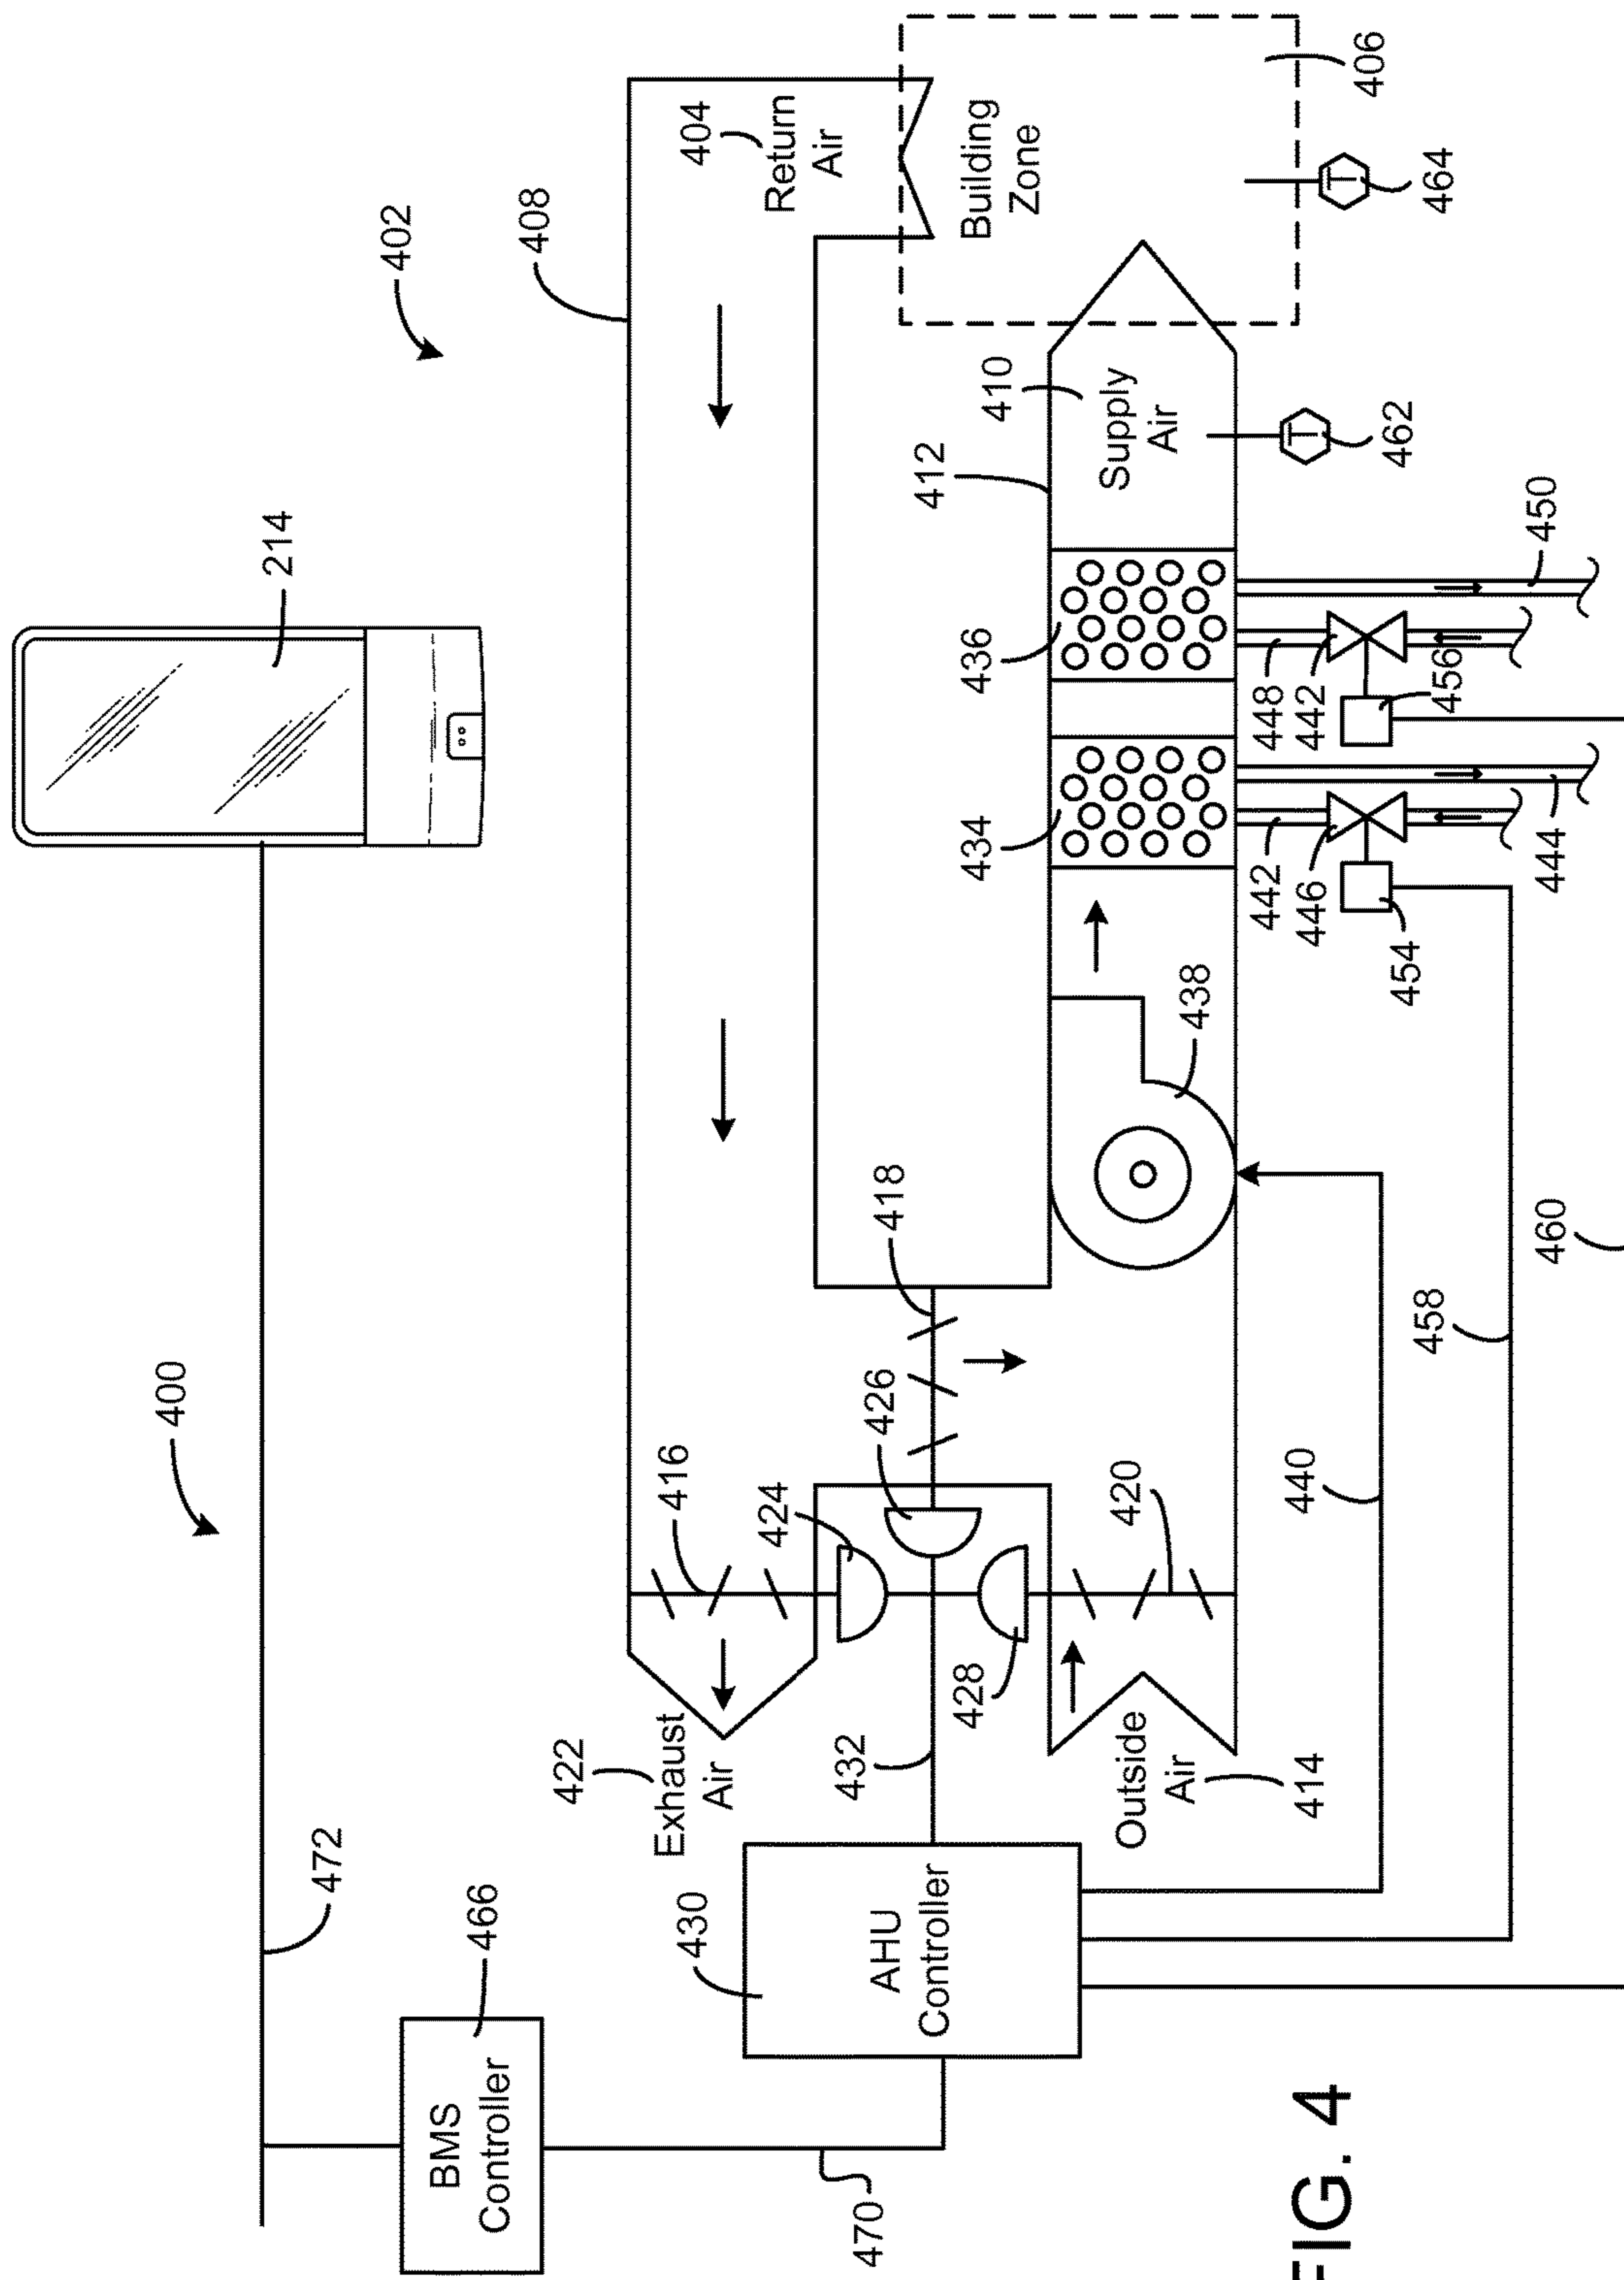 400
472
214
402
BMS
Controller
466
470
408
416
404
Return
Air
422
Exhaust
Air
424
426
418
430
AHU
Controller
432
428
Building
Zone
406
Outside
Air
414
420
438
434
436
412
410
Supply
Air
442
446
454
444
448
442
456
450
462
464
440
458
460
T
T
FIG. 4